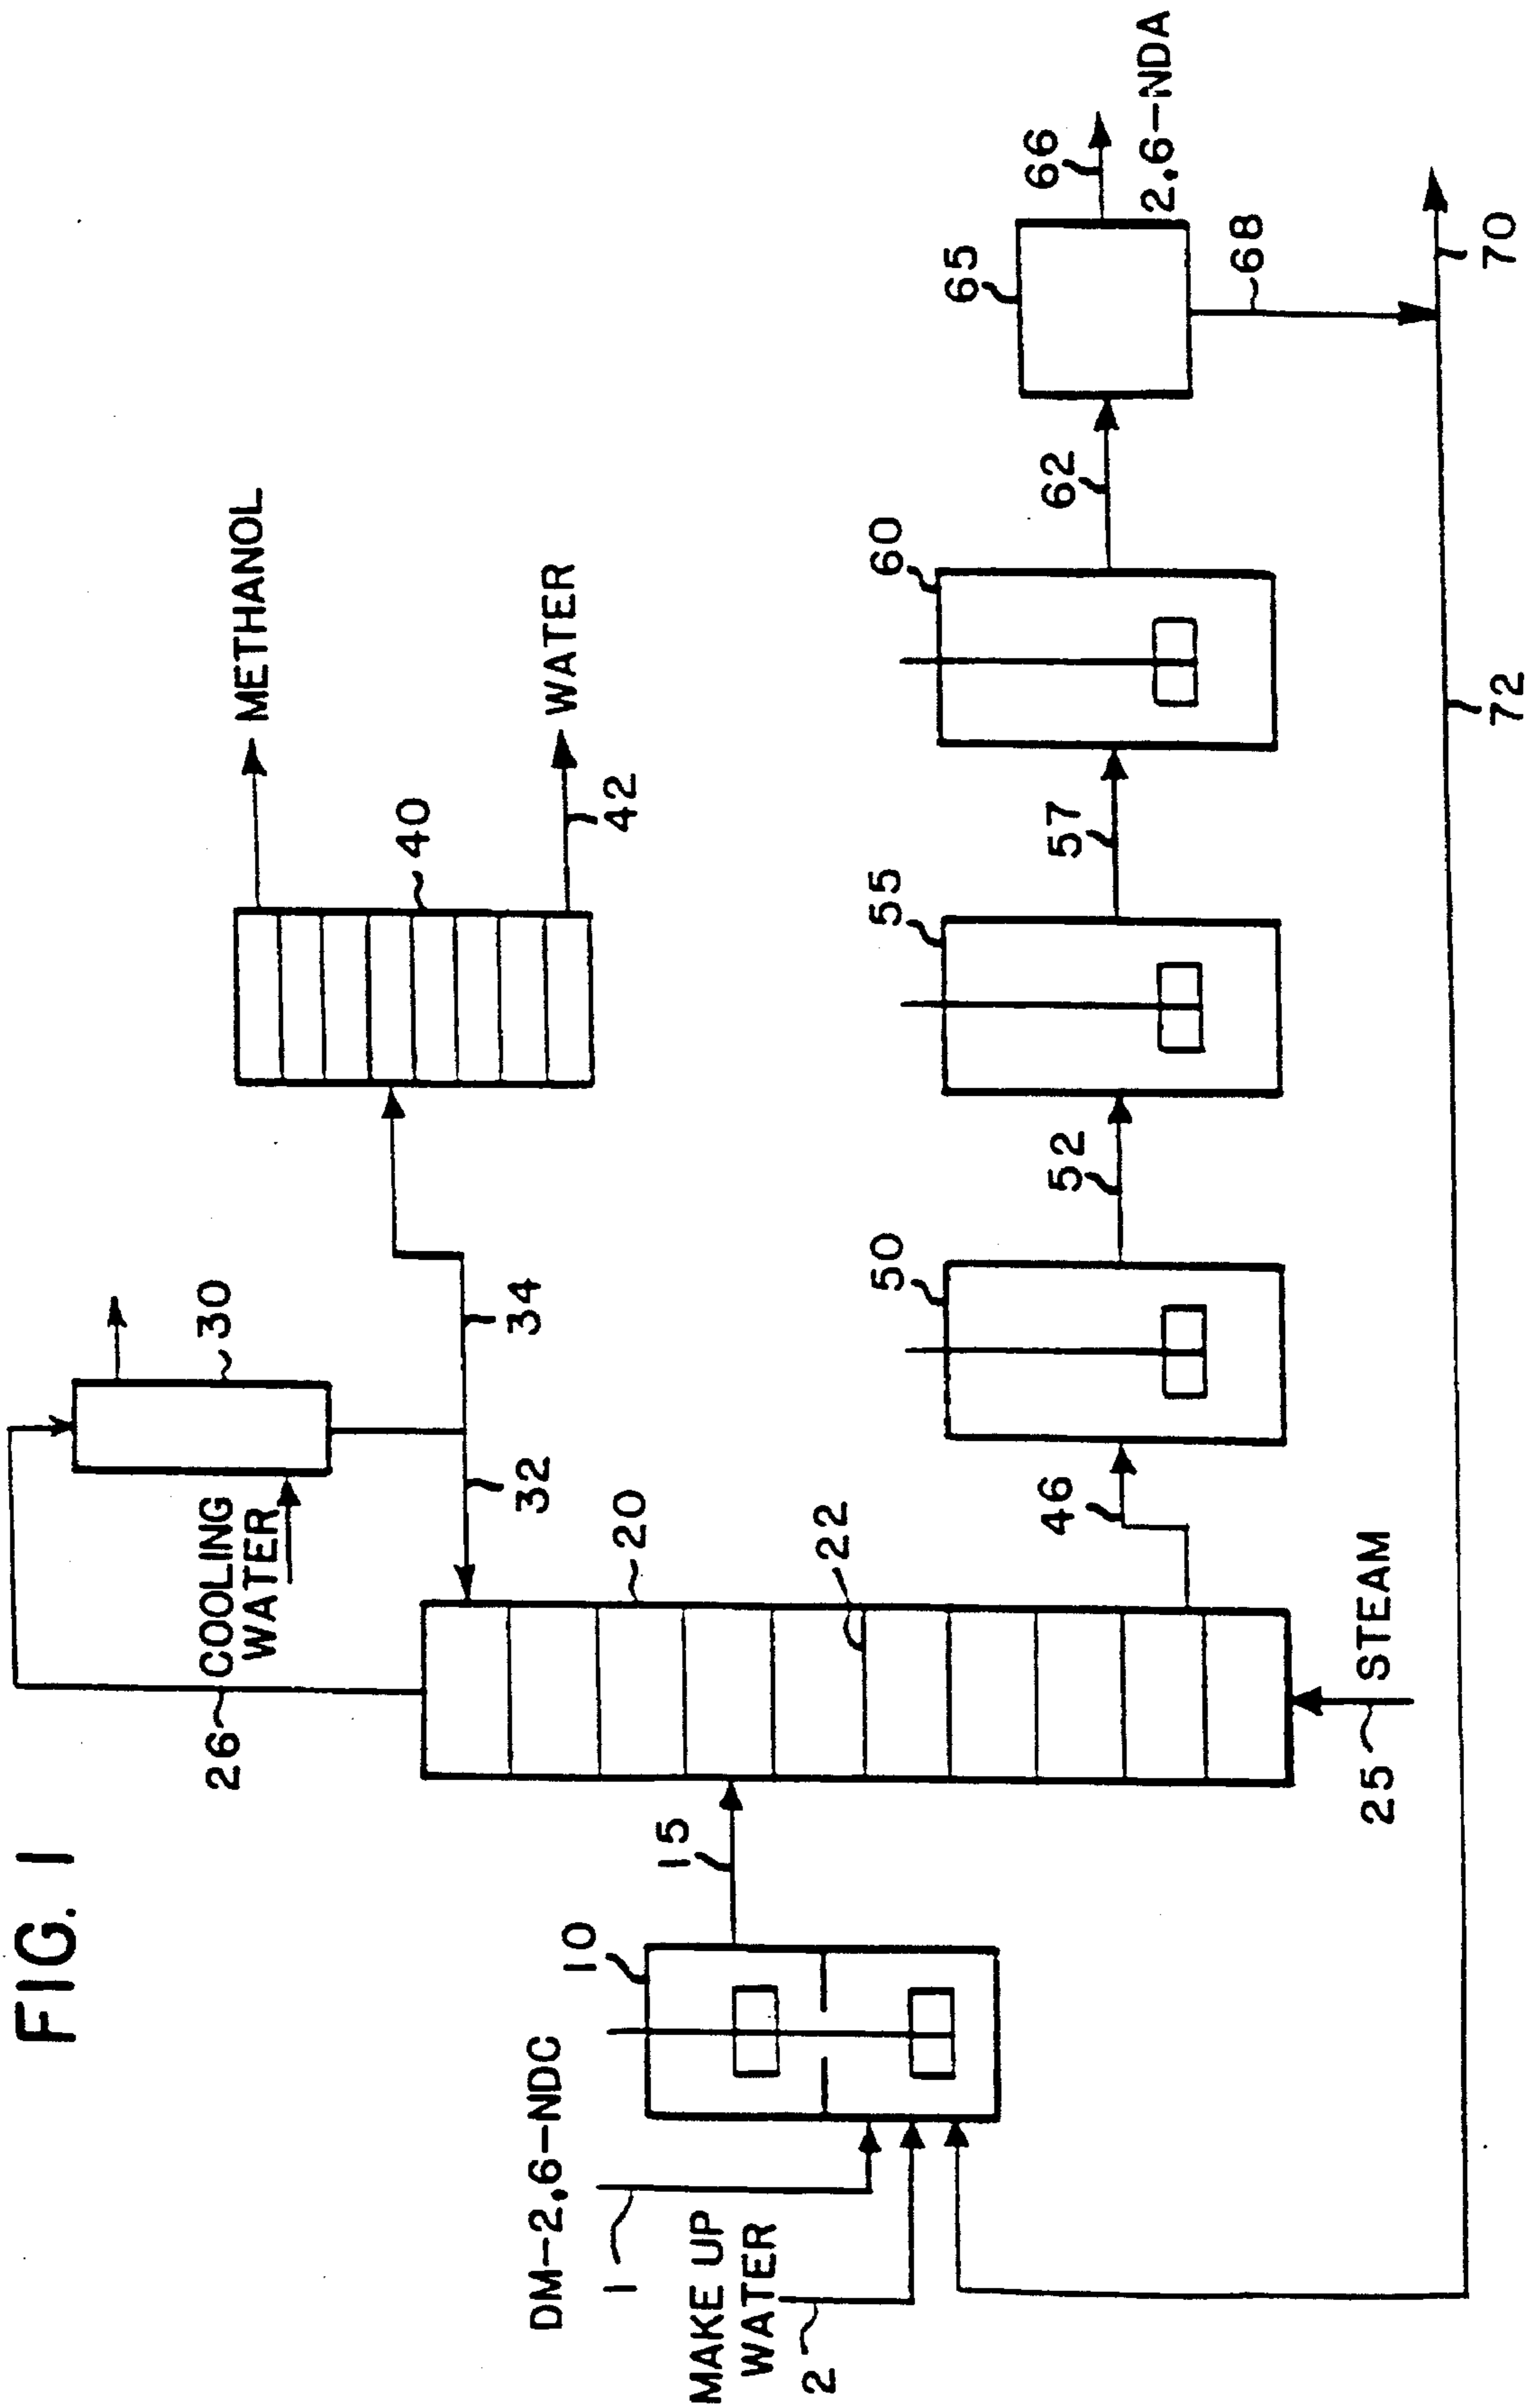 FIG. 1
26
COOLING
WATER
30
METHANOL
32
34
40
WATER
42
DM-2,6-NDC
1
MAKE UP
WATER
2
10
15
20
22
25
STEAM
46
50
52
55
57
60
62
65
66
2,6-NDA
68
70
72